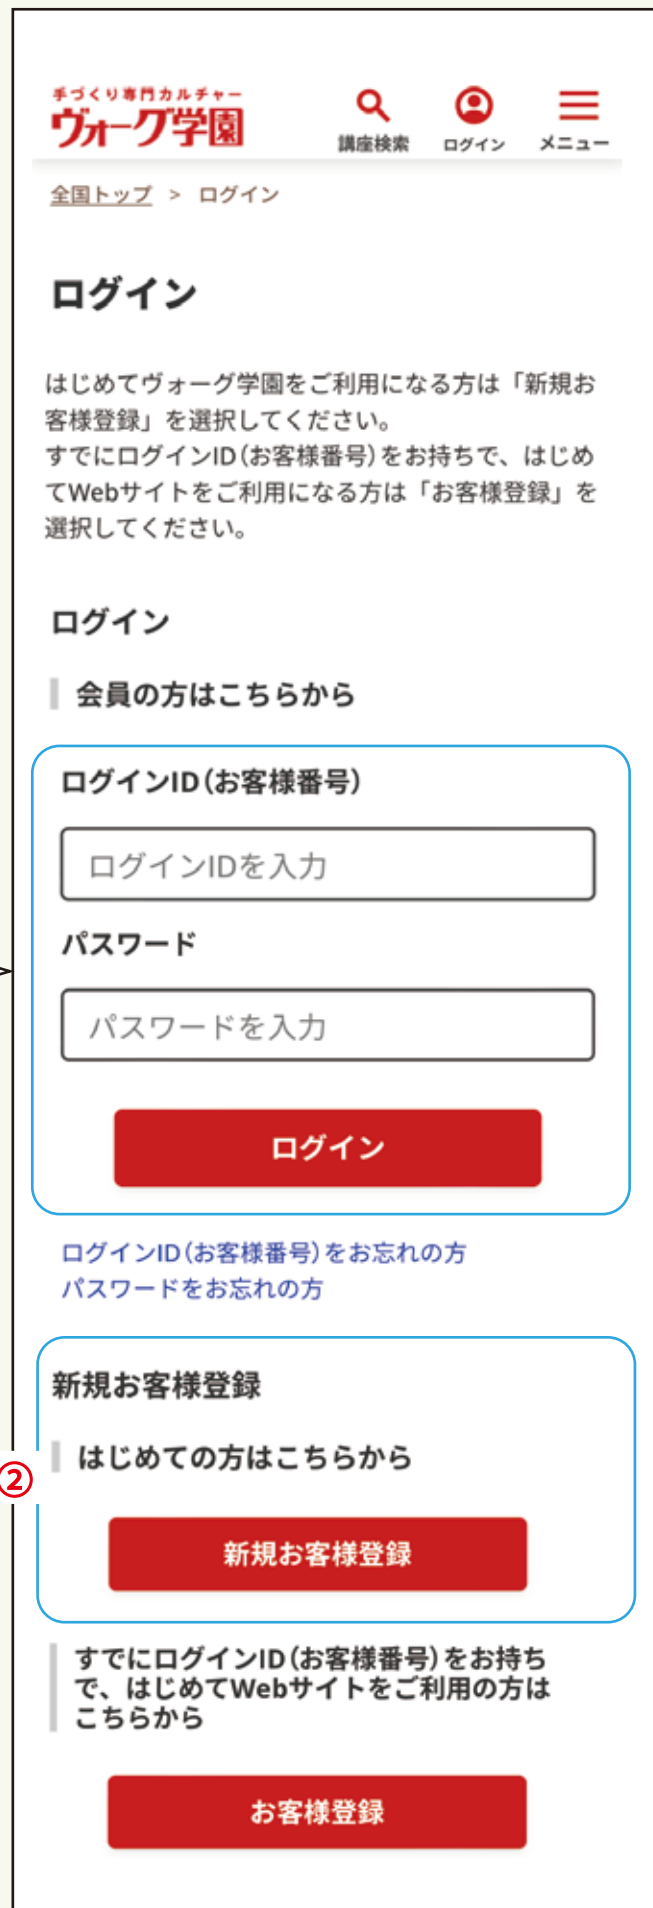 手づくり専門カルチャー
ヴォーグ学園
講座検索 ログイン メニュー
全国トップ > ログイン
ログイン
はじめてヴォーグ学園をご利用になる方は「新規お
客様登録」を選択してください。
すでにログインID(お客様番号)をお持ちで、はじめ
てWebサイトをご利用になる方は「お客様登録」を
選択してください。
ログイン
会員の方はこちらから
ログインID(お客様番号)
ログインIDを入力
パスワード
パスワードを入力
ログイン
ログインID(お客様番号)をお忘れの方
パスワードをお忘れの方
新規お客様登録
はじめての方はこちらから
②
新規お客様登録
すでにログインID(お客様番号)をお持ち
で、はじめてWebサイトをご利用の方は
こちらから
お客様登録